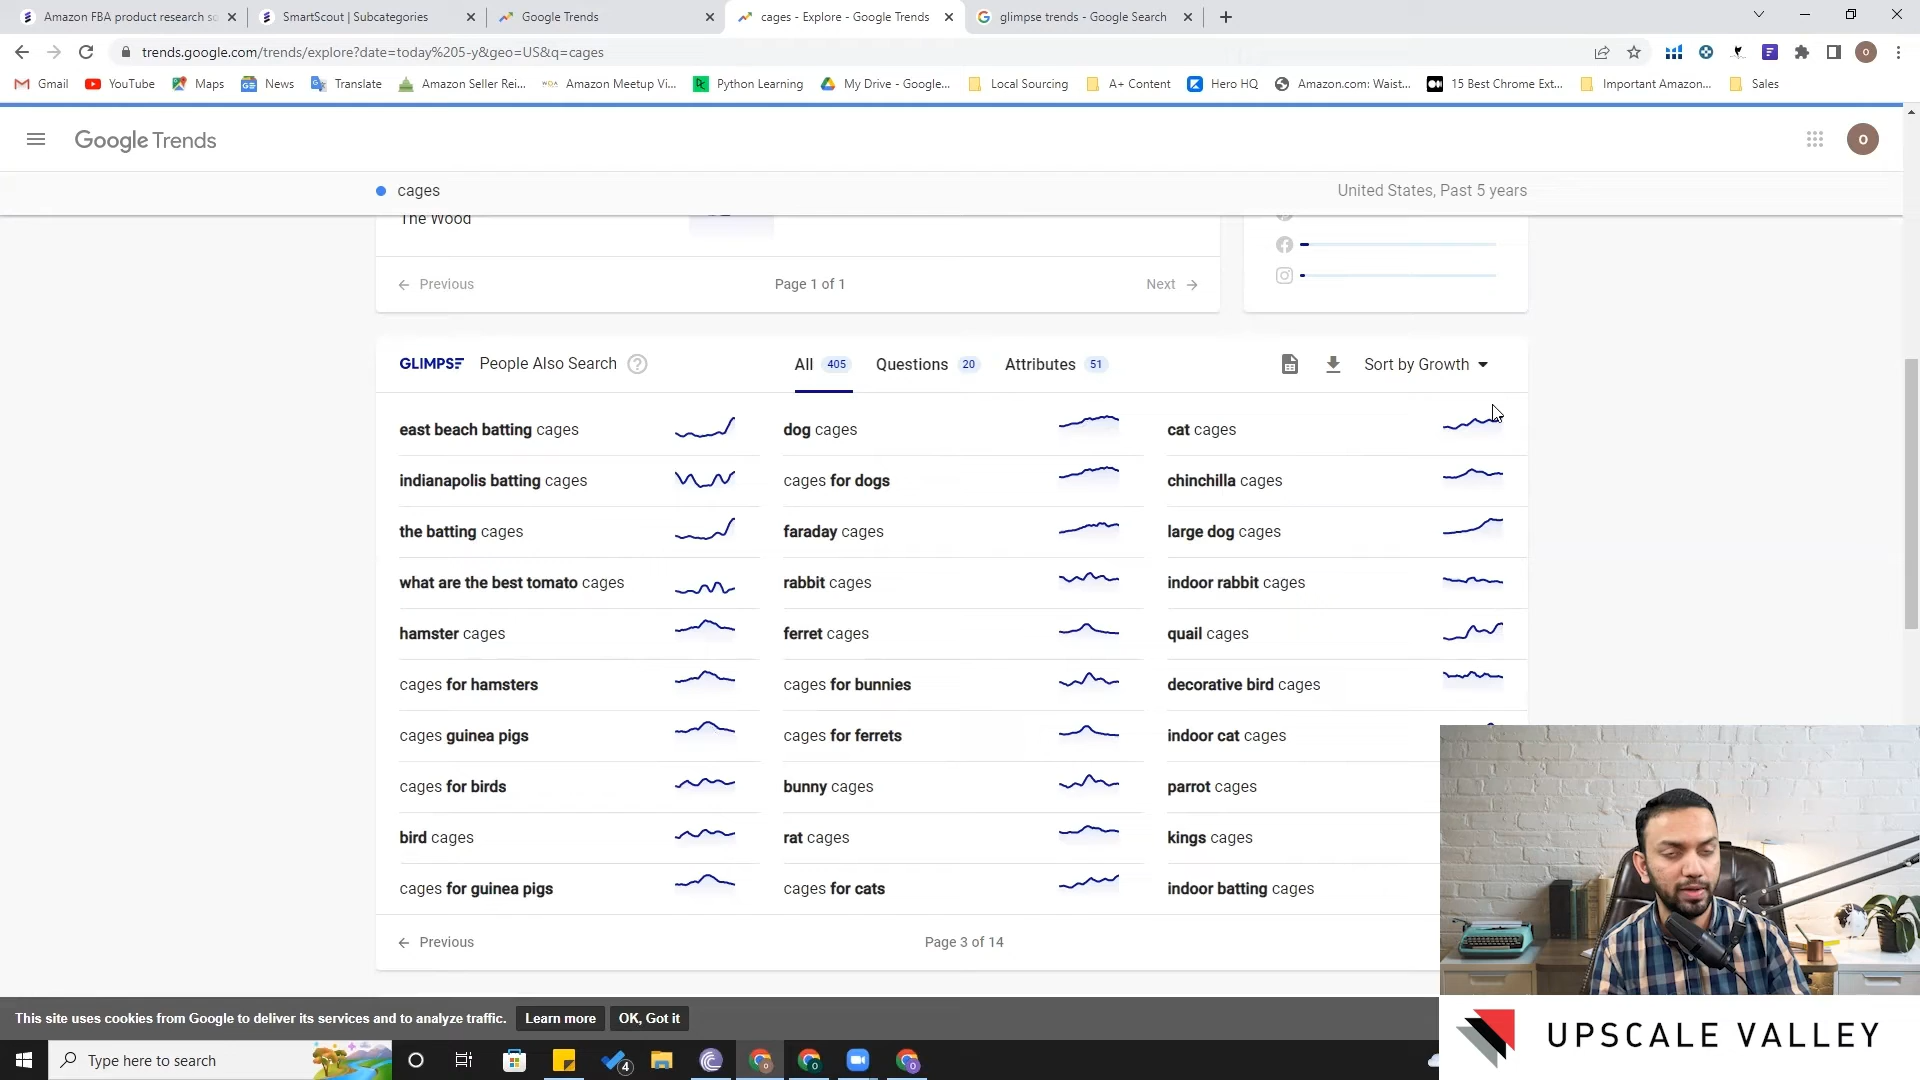 Amazon FBA product research so
SmartScout | Subcategories
Google Trends
cages - Explore - Google Trends
glimpse trends - Google Search
trends.google.com/trends/explore?date=today%205-y&geo=US&q=cages
Gmail
YouTube
Maps
News
Translate
Amazon Seller Rei...
Amazon Meetup Vi...
Python Learning
My Drive - Google...
Local Sourcing
A+ Content
Hero HQ
Amazon.com: Waist...
15 Best Chrome Ext...
Important Amazon...
Sales
Google Trends
O
cages
United States, Past 5 years
The Wood
Previous
Page 1 of 1
Next
GLIMPSE People Also Search ?
All 405
Questions 20
Attributes 51
Sort by Growth
east beach batting cages
dog cages
cat cages
indianapolis batting cages
cages for dogs
chinchilla cages
the batting cages
faraday cages
large dog cages
what are the best tomato cages
rabbit cages
indoor rabbit cages
hamster cages
ferret cages
quail cages
cages for hamsters
cages for bunnies
decorative bird cages
cages guinea pigs
cages for ferrets
indoor cat cages
cages for birds
bunny cages
parrot cages
bird cages
rat cages
kings cages
cages for guinea pigs
cages for cats
indoor batting cages
Previous
Page 3 of 14
This site uses cookies from Google to deliver its services and to analyze traffic.
Learn more
OK, Got it
Type here to search
4
UPSCALE VALLEY